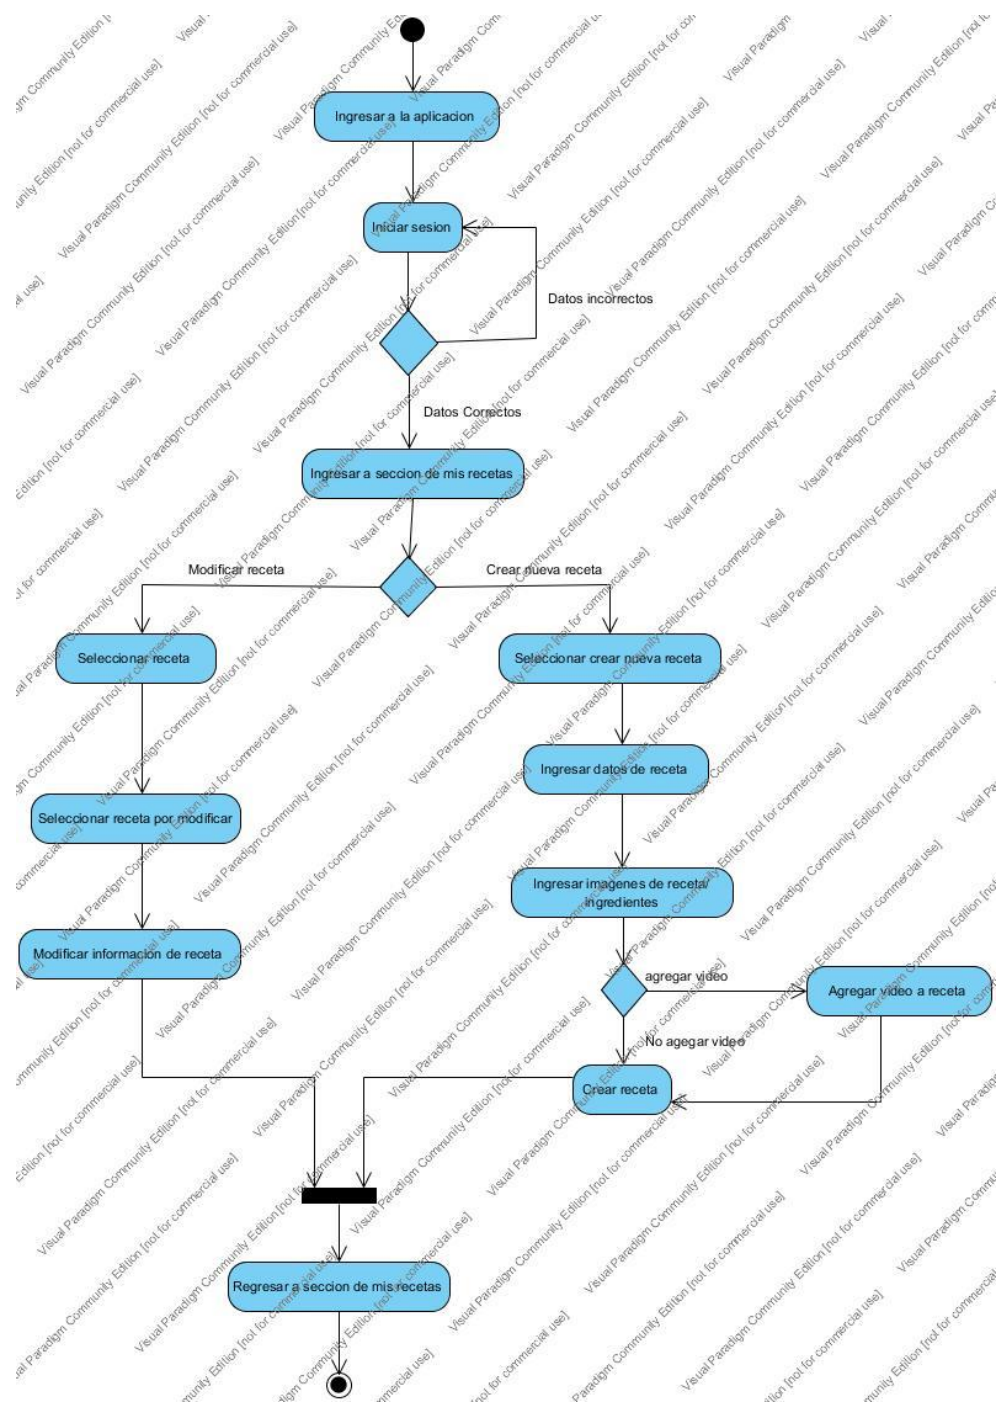 Ingresar a la aplicacion
Iniciar sesion
Datos incorrectos
Datos Correctos
Ingresar a seccion de mis recetas
Modificar receta
Crear nueva receta
Seleccionar receta
Seleccionar crear nueva receta
Ingresar datos de receta
Seleccionar receta por modificar
Ingresar imagenes de receta/
ingredientes
Modificar información de receta
agregar video
Agregar video a receta
No agegar video
Crear receta
Regresar a seccion de mis recetas
Visual Paradigm Community Edition [not for commercial use]